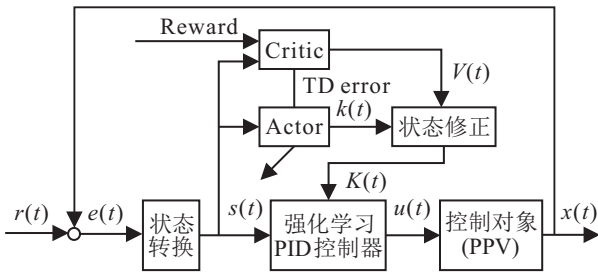 Reward
Critic
V(t)
TD error
k(t)
Actor
状态修正
K(t)
r(t)
e(t)
状态
转换
s(t)
强化学习
PID控制器
u(t)
控制对象
(PPV)
x(t)